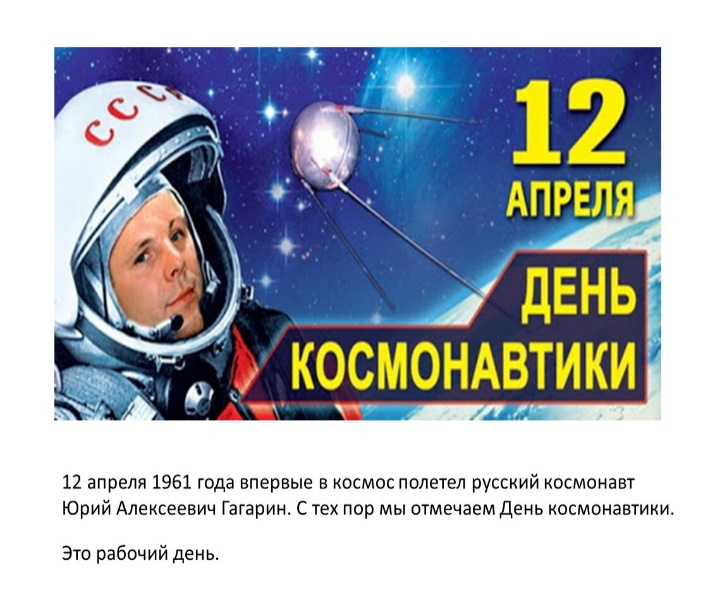 СССР
12
АПРЕЛЯ
ДЕНЬ
КОСМОНАВТИКИ
12 апреля 1961 года впервые в космос полетел русский космонавт
Юрий Алексеевич Гагарин. С тех пор мы отмечаем День космонавтики.
Это рабочий день.